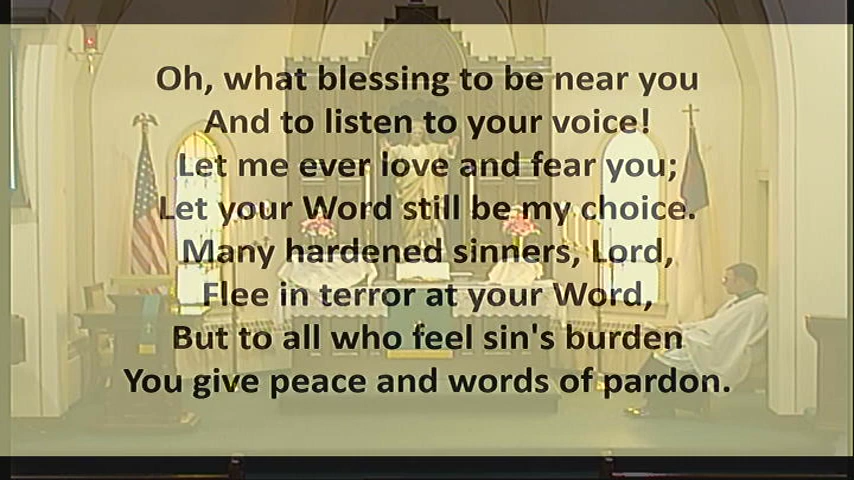 Oh, what blessing to be near you
And to listen to your voice!
Let me ever love and fear you;
Let your Word still be my choice.
Many hardened sinners, Lord,
Flee in terror at your Word,
But to all who feel sin's burden
You give peace and words of pardon.